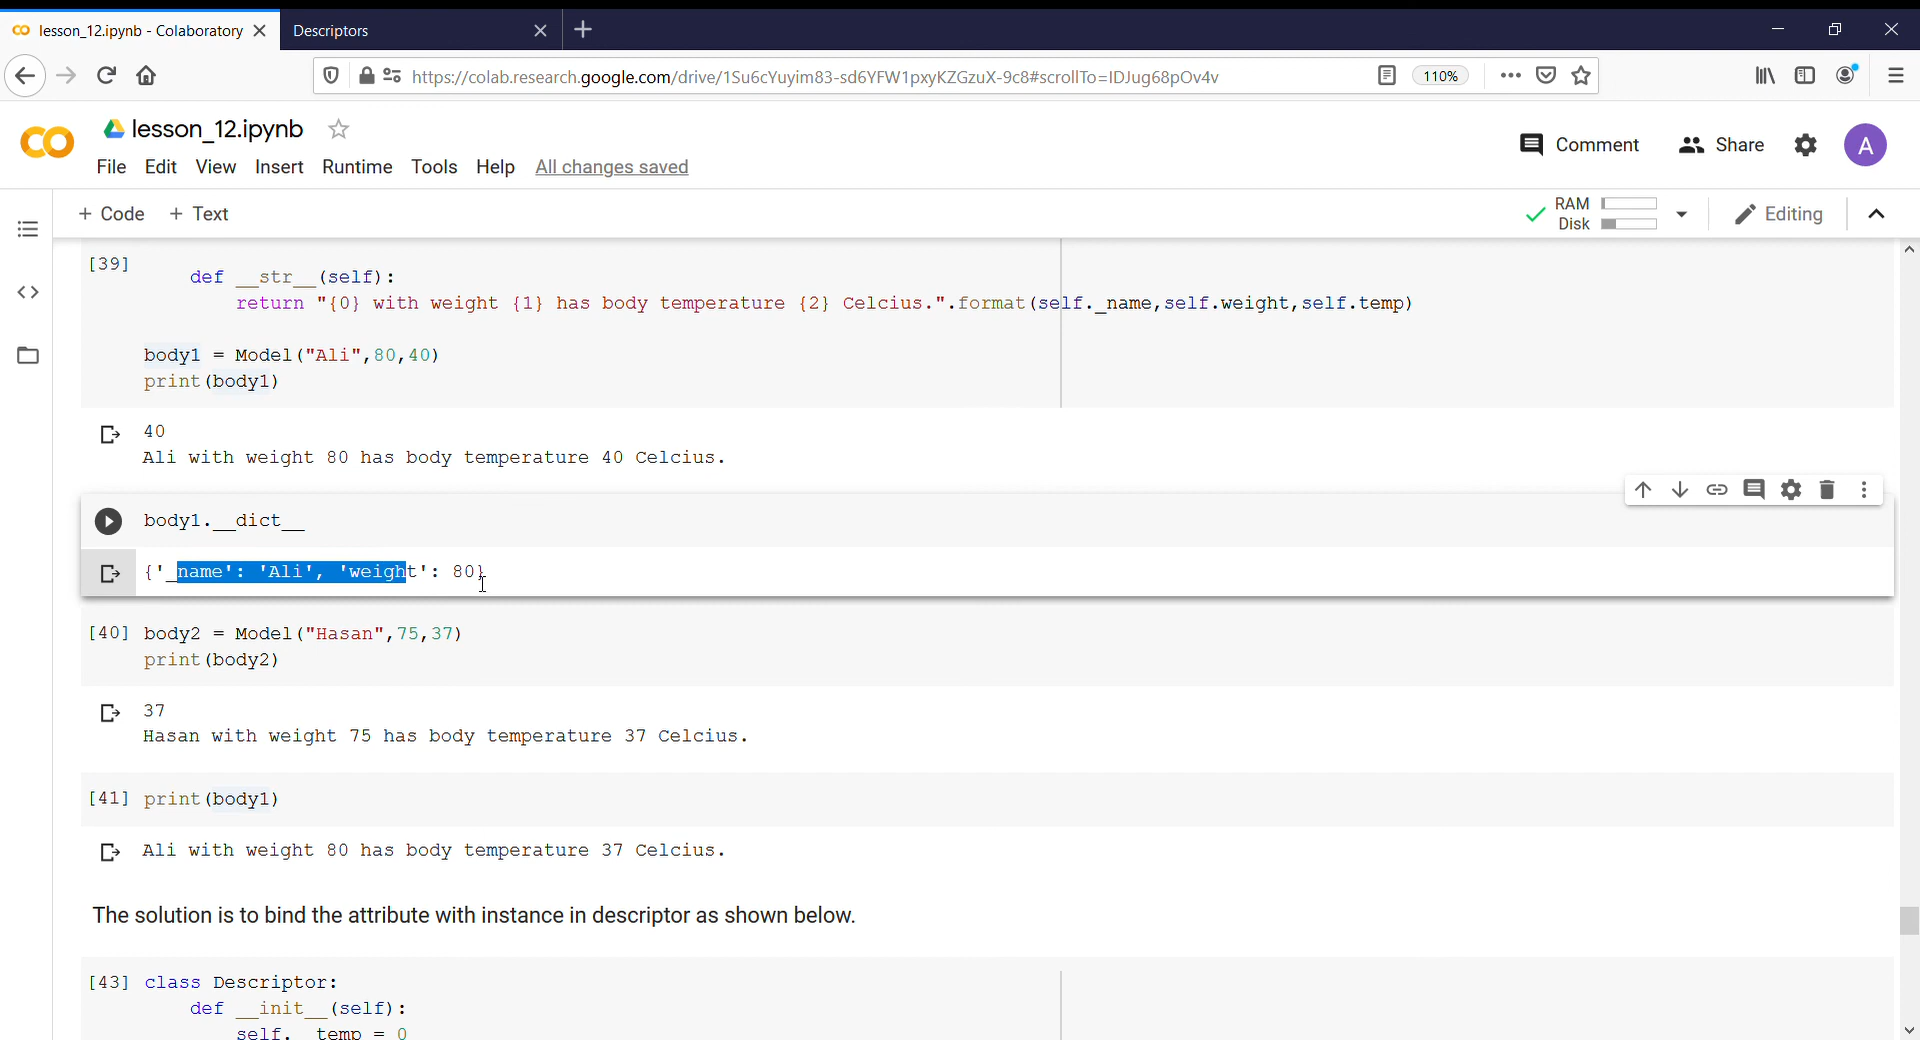 lesson_12.ipynb - Colaboratory
Descriptors
https://colab.research.google.com/drive/1Su6cYuyim83-sd6YFW1pxyKZGzuX-9c8#scrollTo=IDJug68pOv4v
110%
lesson_12.ipynb
File Edit View Insert Runtime Tools Help All changes saved
Comment Share A
+ Code + Text
RAM
Disk
Editing
[39]
def __str__(self):
return "{0} with weight {1} has body temperature {2} Celcius.".format(self._name,self.weight,self.temp)
body1 = Model("Ali",80,40)
print(body1)
40
Ali with weight 80 has body temperature 40 Celcius.
body1.__dict__
{'_name': 'Ali', 'weight': 80}
[40] body2 = Model("Hasan",75,37)
print(body2)
37
Hasan with weight 75 has body temperature 37 Celcius.
[41] print(body1)
Ali with weight 80 has body temperature 37 Celcius.
The solution is to bind the attribute with instance in descriptor as shown below.
[43] class Descriptor:
def __init__(self):
self.__temp = 0